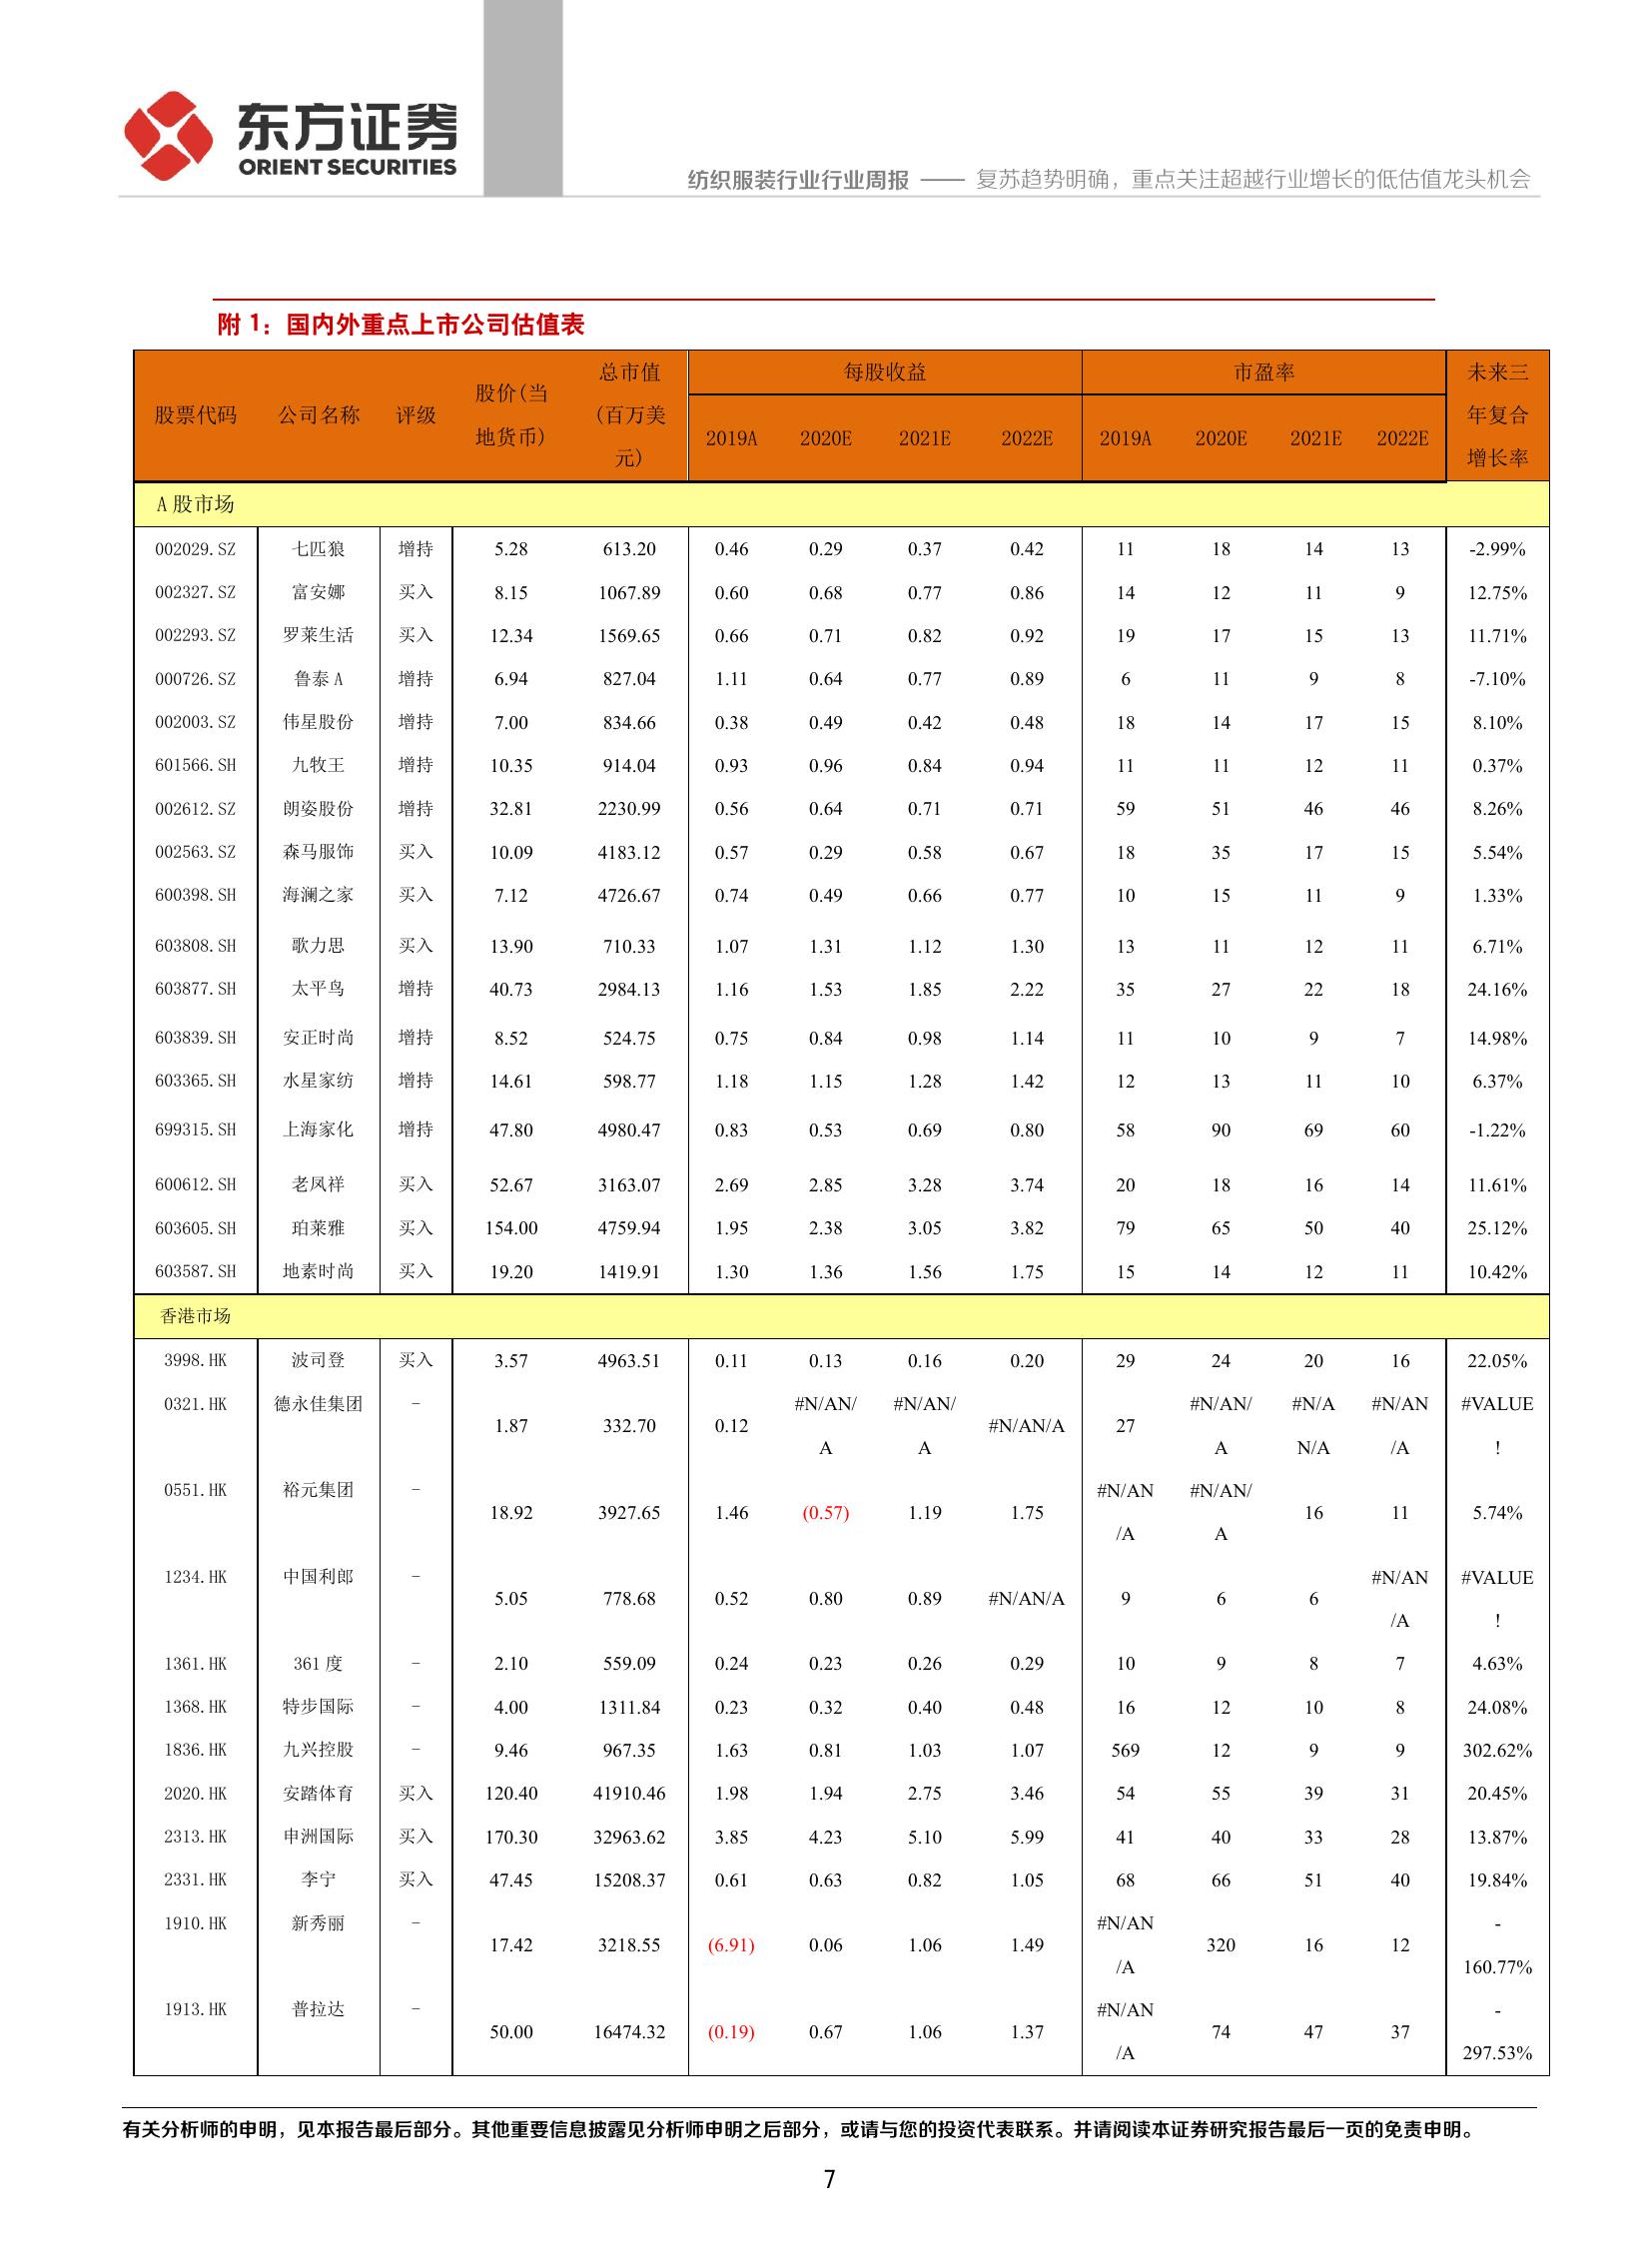 东方证券
ORIENT SECURITIES
纺织服装行业行业周报 —— 复苏趋势明确，重点关注超越行业增长的低估值龙头机会
附 1：国内外重点上市公司估值表
股票代码 公司名称 评级 股价(当地货币) 总市值(百万美元) 每股收益 市盈率 未来三年复合增长率
2019A 2020E 2021E 2022E 2019A 2020E 2021E 2022E
A 股市场
002029.SZ 七匹狼 增持 5.28 613.20 0.46 0.29 0.37 0.42 11 18 14 13 -2.99%
002327.SZ 富安娜 买入 8.15 1067.89 0.60 0.68 0.77 0.86 14 12 11 9 12.75%
002293.SZ 罗莱生活 买入 12.34 1569.65 0.66 0.71 0.82 0.92 19 17 15 13 11.71%
000726.SZ 鲁泰 A 增持 6.94 827.04 1.11 0.64 0.77 0.89 6 11 9 8 -7.10%
002003.SZ 伟星股份 增持 7.00 834.66 0.38 0.49 0.42 0.48 18 14 17 15 8.10%
601566.SH 九牧王 增持 10.35 914.04 0.93 0.96 0.84 0.94 11 11 12 11 0.37%
002612.SZ 朗姿股份 增持 32.81 2230.99 0.56 0.64 0.71 0.71 59 51 46 46 8.26%
002563.SZ 森马服饰 买入 10.09 4183.12 0.57 0.29 0.58 0.67 18 35 17 15 5.54%
600398.SH 海澜之家 买入 7.12 4726.67 0.74 0.49 0.66 0.77 10 15 11 9 1.33%
603808.SH 歌力思 买入 13.90 710.33 1.07 1.31 1.12 1.30 13 11 12 11 6.71%
603877.SH 太平鸟 增持 40.73 2984.13 1.16 1.53 1.85 2.22 35 27 22 18 24.16%
603839.SH 安正时尚 增持 8.52 524.75 0.75 0.84 0.98 1.14 11 10 9 7 14.98%
603365.SH 水星家纺 增持 14.61 598.77 1.18 1.15 1.28 1.42 12 13 11 10 6.37%
699315.SH 上海家化 增持 47.80 4980.47 0.83 0.53 0.69 0.80 58 90 69 60 -1.22%
600612.SH 老凤祥 买入 52.67 3163.07 2.69 2.85 3.28 3.74 20 18 16 14 11.61%
603605.SH 珀莱雅 买入 154.00 4759.94 1.95 2.38 3.05 3.82 79 65 50 40 25.12%
603587.SH 地素时尚 买入 19.20 1419.91 1.30 1.36 1.56 1.75 15 14 12 11 10.42%
香港市场
3998.HK 波司登 买入 3.57 4963.51 0.11 0.13 0.16 0.20 29 24 20 16 22.05%
0321.HK 德永佳集团 - 1.87 332.70 0.12 #N/AN/A #N/AN/A #N/AN/A 27 #N/AN/A #N/AN/A #N/AN/A #VALUE!
0551.HK 裕元集团 - 18.92 3927.65 1.46 (0.57) 1.19 1.75 #N/AN/A #N/AN/A 16 11 5.74%
1234.HK 中国利郎 - 5.05 778.68 0.52 0.80 0.89 #N/AN/A 9 6 6 #N/AN/A #VALUE!
1361.HK 361 度 - 2.10 559.09 0.24 0.23 0.26 0.29 10 9 8 7 4.63%
1368.HK 特步国际 - 4.00 1311.84 0.23 0.32 0.40 0.48 16 12 10 8 24.08%
1836.HK 九兴控股 - 9.46 967.35 1.63 0.81 1.03 1.07 569 12 9 9 302.62%
2020.HK 安踏体育 买入 120.40 41910.46 1.98 1.94 2.75 3.46 54 55 39 31 20.45%
2313.HK 申洲国际 买入 170.30 32963.62 3.85 4.23 5.10 5.99 41 40 33 28 13.87%
2331.HK 李宁 买入 47.45 15208.37 0.61 0.63 0.82 1.05 68 66 51 40 19.84%
1910.HK 新秀丽 - 17.42 3218.55 (6.91) 0.06 1.06 1.49 #N/AN/A 320 16 12 -160.77%
1913.HK 普拉达 - 50.00 16474.32 (0.19) 0.67 1.06 1.37 #N/AN/A 74 47 37 -297.53%
有关分析师的申明，见本报告最后部分。其他重要信息披露见分析师申明之后部分，或请与您的投资代表联系。并请阅读本证券研究报告最后一页的免责申明。
7